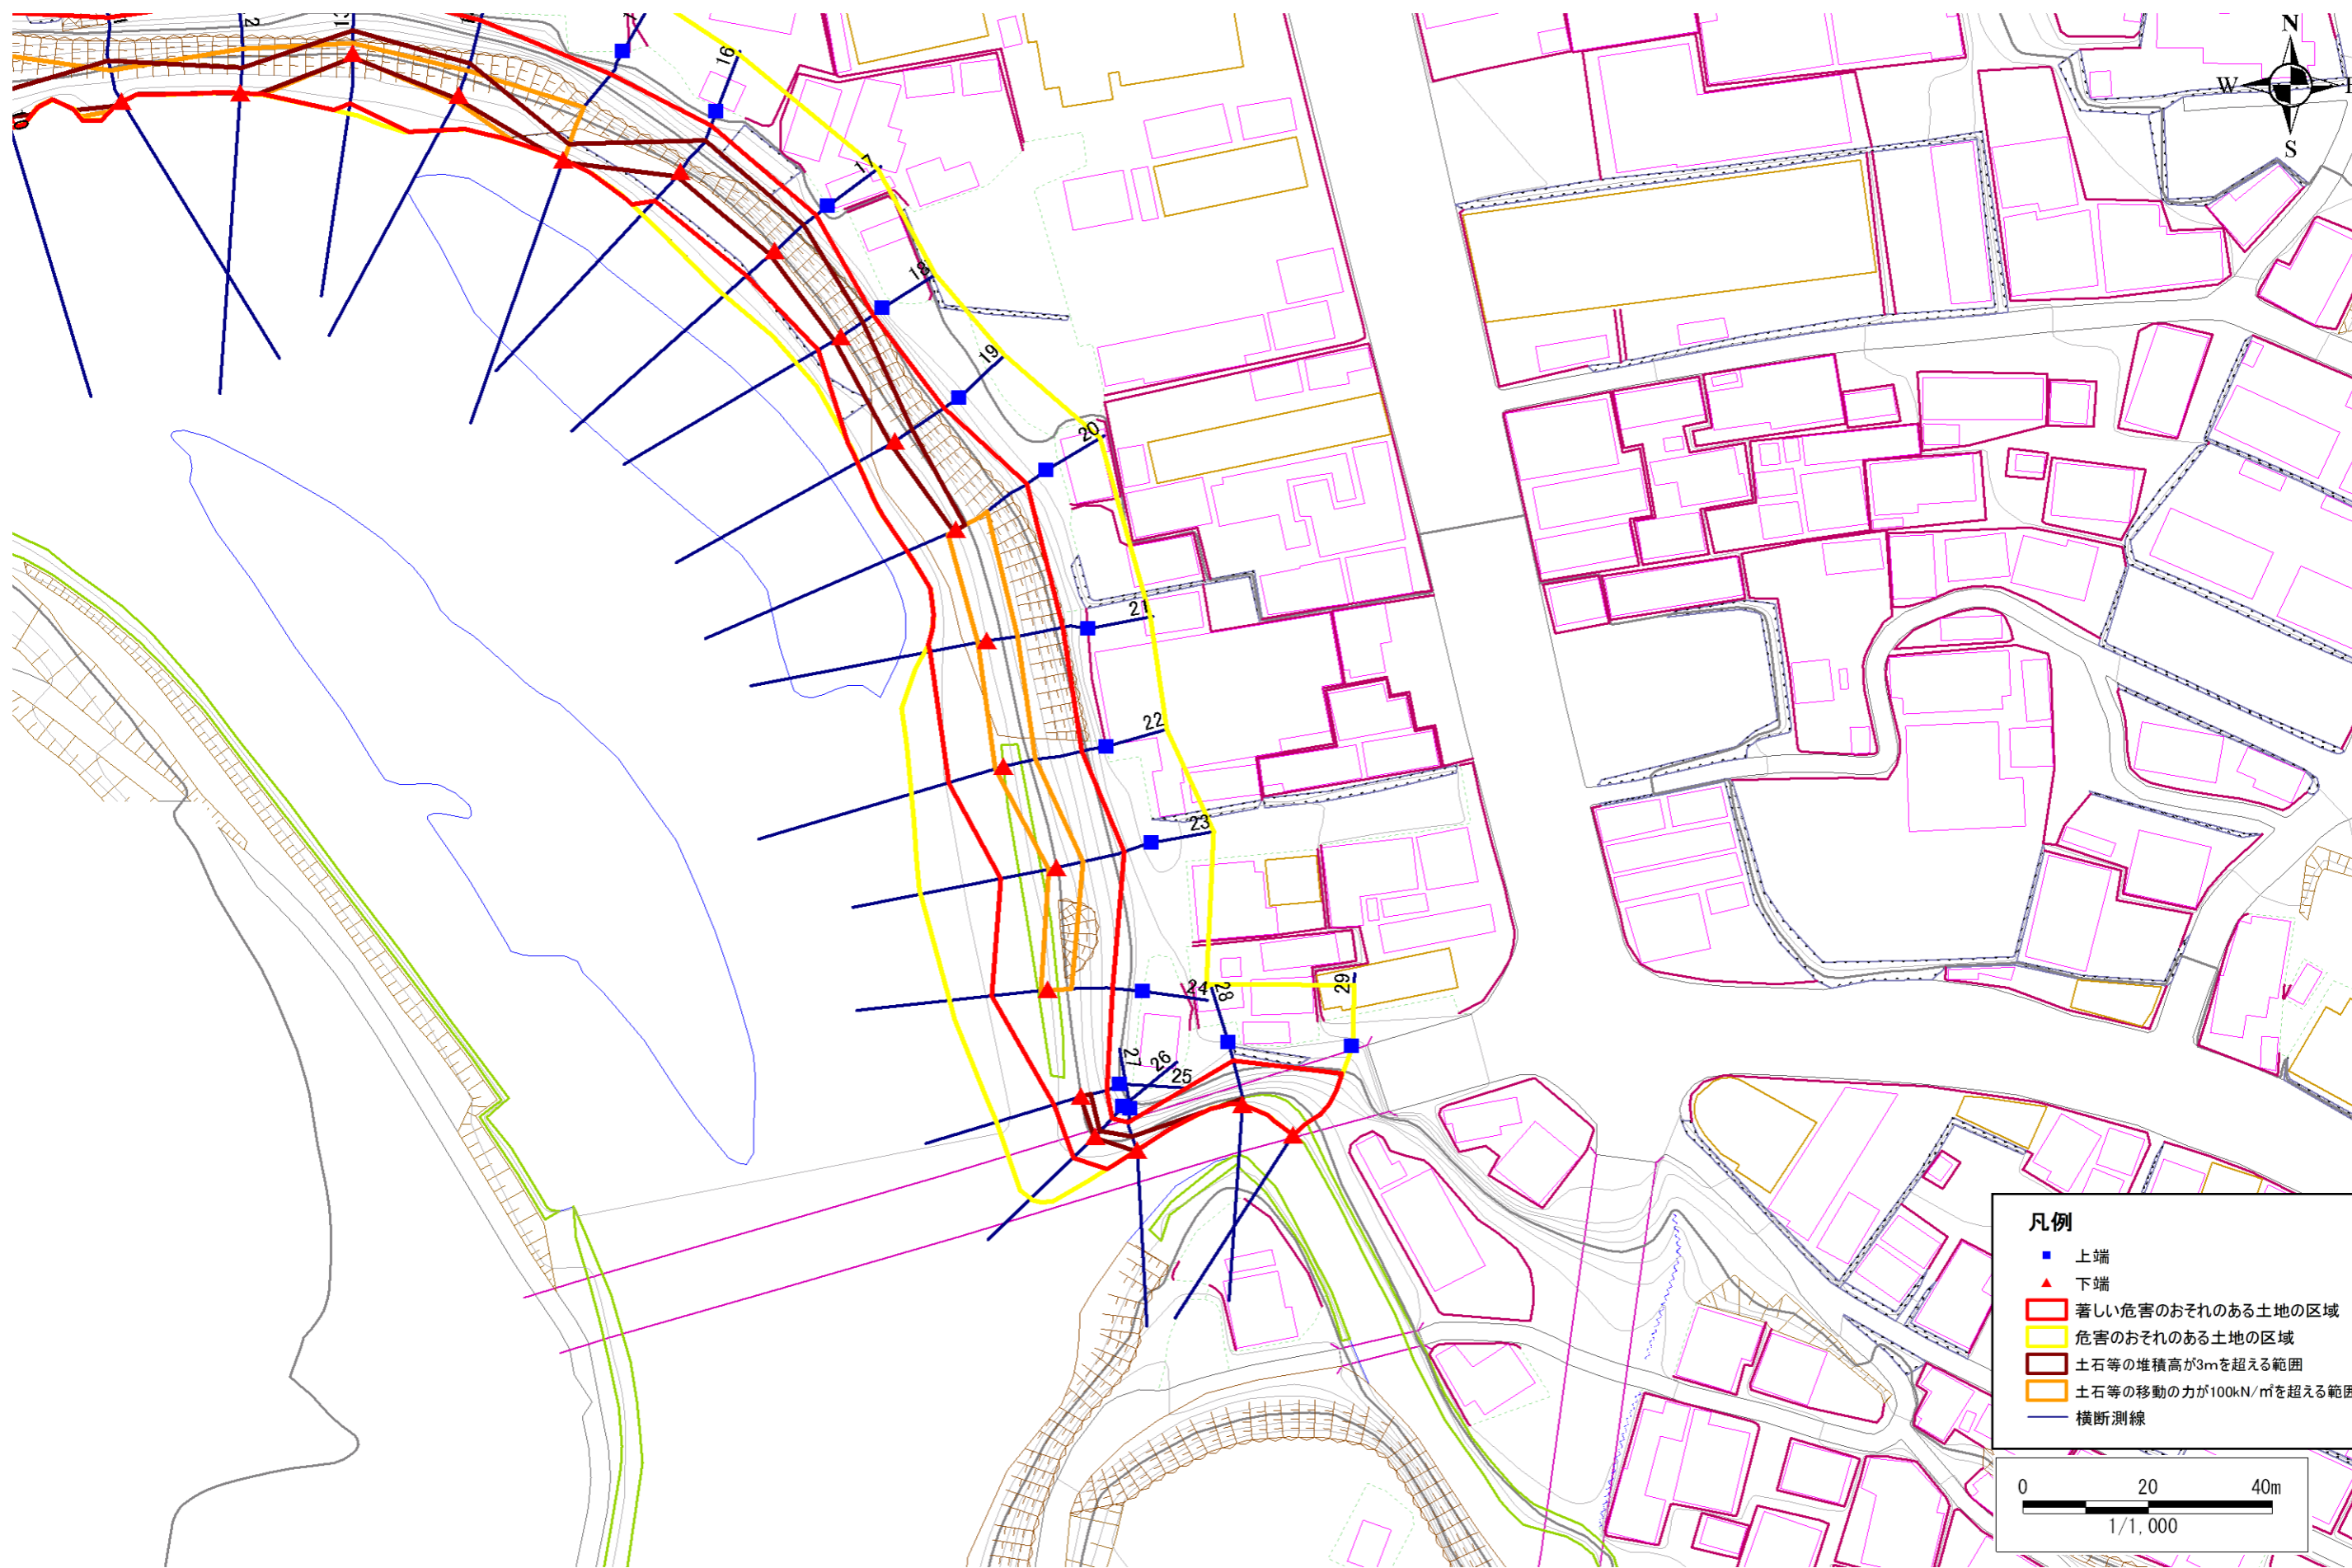 N
W
S
2
16
17
18
19
20
21
22
23
24
28
29
27
26
25
凡例
上端
下端
著しい危害のおそれのある土地の区域
危害のおそれのある土地の区域
土石等の堆積高が3mを超える範囲
土石等の移動の力が100kN/㎡を超える範囲
横断測線
0 20 40m
1/1,000